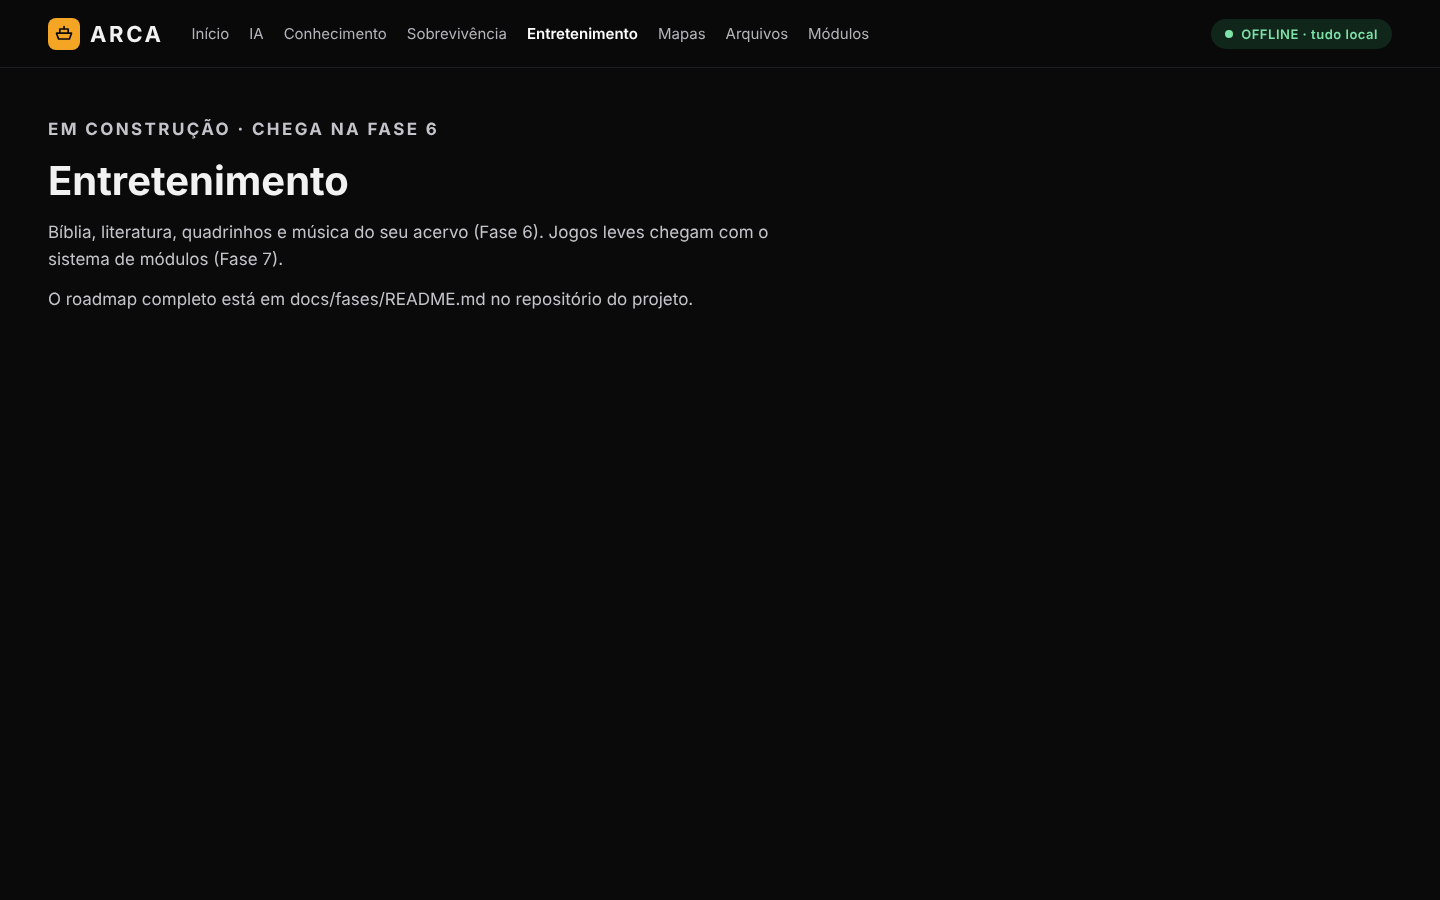 ARCA
Início IA Conhecimento Sobrevivência Entretenimento Mapas Arquivos Módulos
OFFLINE · tudo local
EM CONSTRUÇÃO · CHEGA NA FASE 6
Entretenimento
Bíblia, literatura, quadrinhos e música do seu acervo (Fase 6). Jogos leves chegam com o
sistema de módulos (Fase 7).
O roadmap completo está em docs/fases/README.md no repositório do projeto.